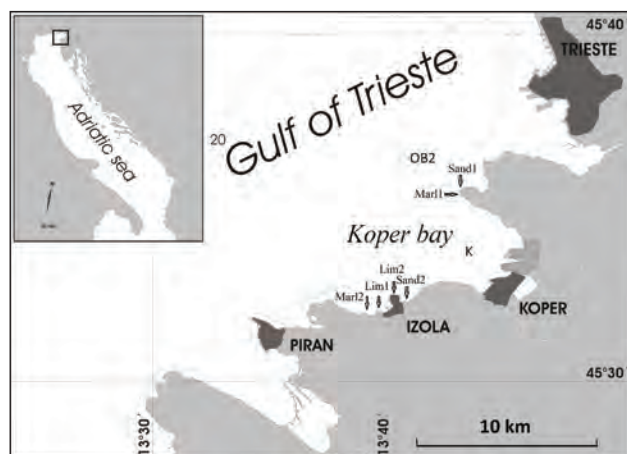 45°40
TRIESTE
Adriatic sea
20
Gulf of Trieste
OB2
Sand1
Marl1
Koper bay
K
Lim2
Lim1
Sand2
Marl2
KOPER
IZOLA
PIRAN
45°30
10 km
13°30´
13°40´